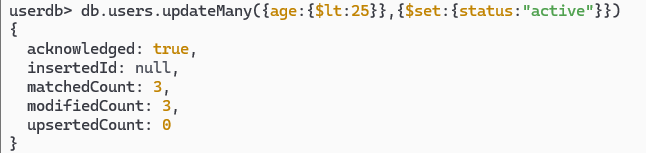 userdb> db.users.updateMany({age:{$lt:25}},{$set:{status:"active"}})
{
  acknowledged: true,
  insertedId: null,
  matchedCount: 3,
  modifiedCount: 3,
  upsertedCount: 0
}